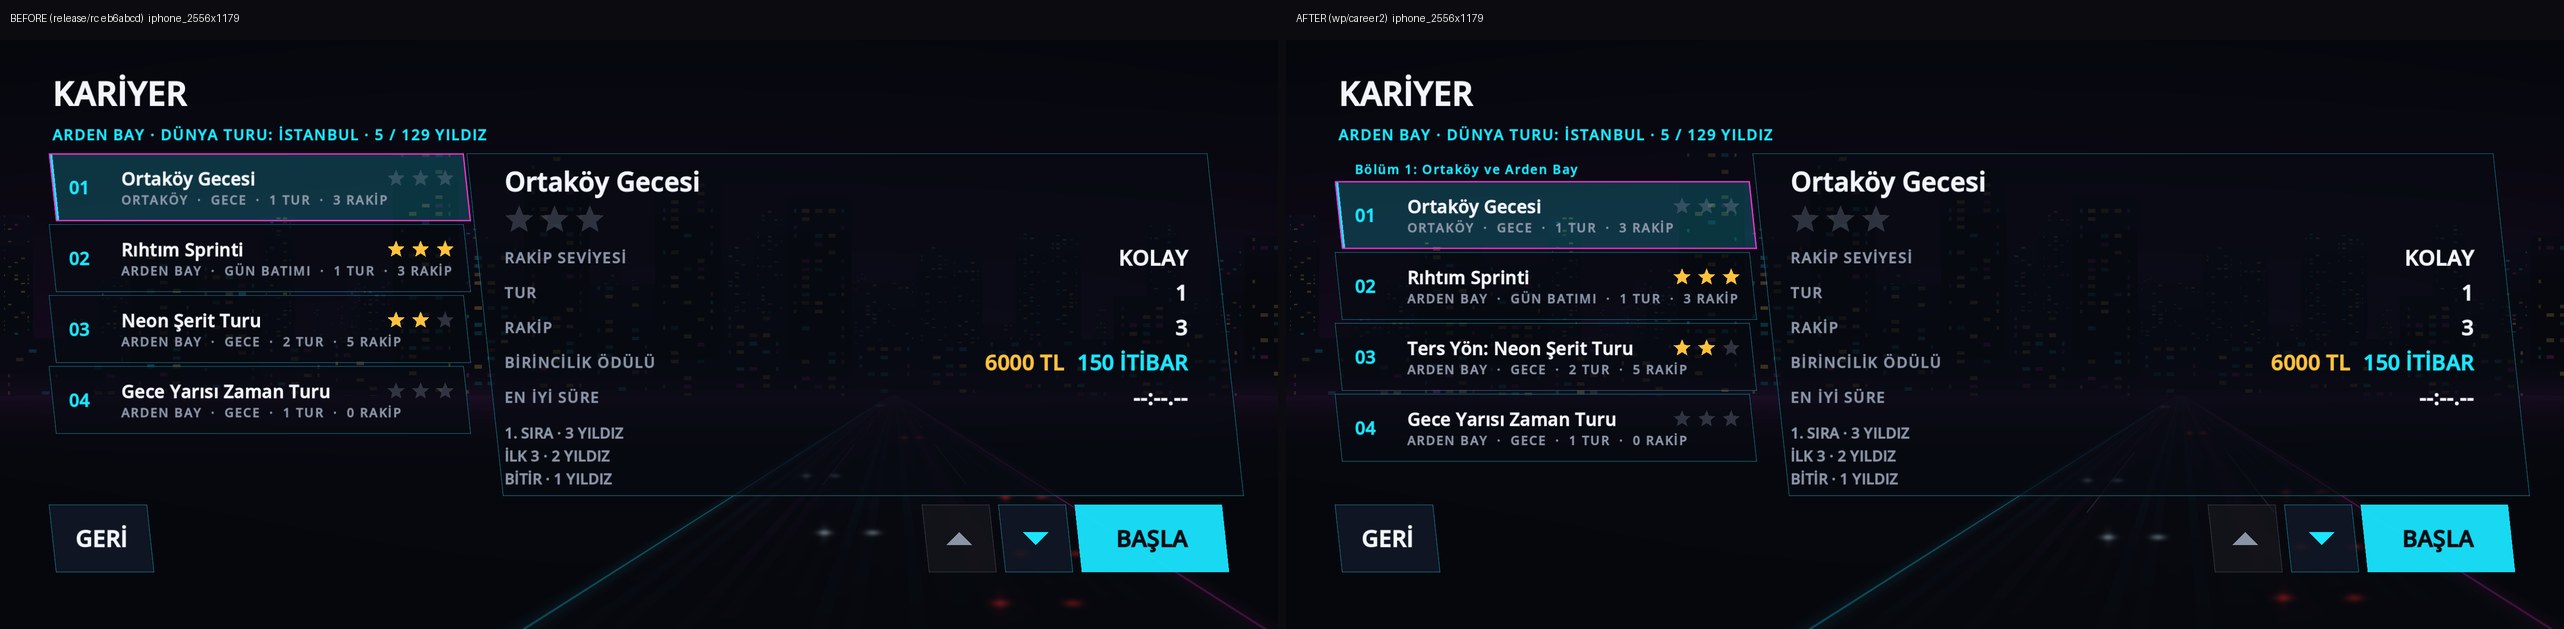 BEFORE (release/rc eb6abcd) iphone_2556x1179
KARİYER
ARDEN BAY · DÜNYA TURU: İSTANBUL · 5 / 129 YILDIZ
01
Ortaköy Gecesi
ORTAKÖY · GECE · 1 TUR · 3 RAKİP
02
Rıhtım Sprinti
ARDEN BAY · GÜN BATIMI · 1 TUR · 3 RAKİP
03
Neon Şerit Turu
ARDEN BAY · GECE · 2 TUR · 5 RAKİP
04
Gece Yarısı Zaman Turu
ARDEN BAY · GECE · 1 TUR · 0 RAKİP
Ortaköy Gecesi
RAKİP SEVİYESİ KOLAY
TUR 1
RAKİP 3
BİRİNCİLİK ÖDÜLÜ 6000 TL 150 İTİBAR
EN İYİ SÜRE --:--.--
1. SIRA · 3 YILDIZ
İLK 3 · 2 YILDIZ
BİTİR · 1 YILDIZ
GERİ
BAŞLA
AFTER (wp/career2) iphone_2556x1179
KARİYER
ARDEN BAY · DÜNYA TURU: İSTANBUL · 5 / 129 YILDIZ
Bölüm 1: Ortaköy ve Arden Bay
01
Ortaköy Gecesi
ORTAKÖY · GECE · 1 TUR · 3 RAKİP
02
Rıhtım Sprinti
ARDEN BAY · GÜN BATIMI · 1 TUR · 3 RAKİP
03
Ters Yön: Neon Şerit Turu
ARDEN BAY · GECE · 2 TUR · 5 RAKİP
04
Gece Yarısı Zaman Turu
ARDEN BAY · GECE · 1 TUR · 0 RAKİP
Ortaköy Gecesi
RAKİP SEVİYESİ KOLAY
TUR 1
RAKİP 3
BİRİNCİLİK ÖDÜLÜ 6000 TL 150 İTİBAR
EN İYİ SÜRE --:--.--
1. SIRA · 3 YILDIZ
İLK 3 · 2 YILDIZ
BİTİR · 1 YILDIZ
GERİ
BAŞLA